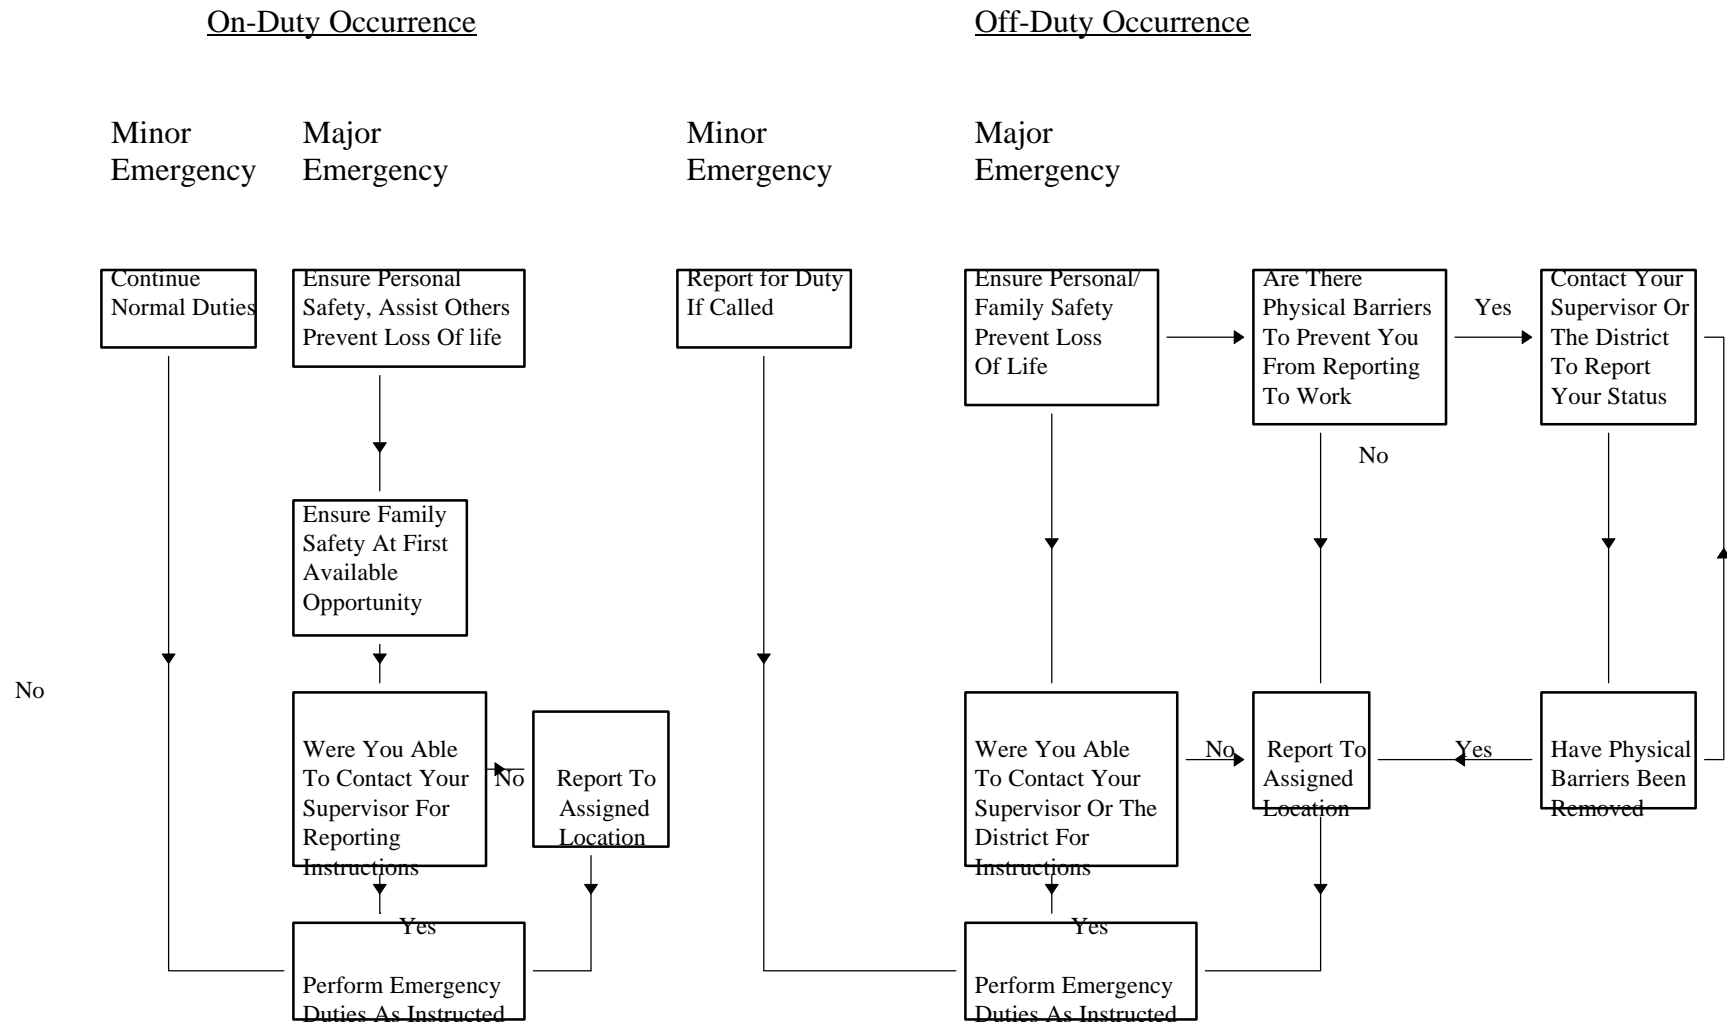 On-Duty Occurrence
Off-Duty Occurrence
Minor
Emergency
Major
Emergency
Minor
Emergency
Major
Emergency
Continue
Normal Duties
Ensure Personal
Safety, Assist Others
Prevent Loss Of life
Report for Duty
If Called
Ensure Personal/
Family Safety
Prevent Loss
Of Life
Are There
Physical Barriers
To Prevent You
From Reporting
To Work
Yes
Contact Your
Supervisor Or
The District
To Report
Your Status
No
Ensure Family
Safety At First
Available
Opportunity
No
Were You Able
To Contact Your
Supervisor For
Reporting
Instructions
No
Report To
Assigned
Location
Were You Able
To Contact Your
Supervisor Or The
District For
Instructions
No
Report To
Assigned
Location
Yes
Have Physical
Barriers Been
Removed
Yes
Perform Emergency
Duties As Instructed
Yes
Perform Emergency
Duties As Instructed